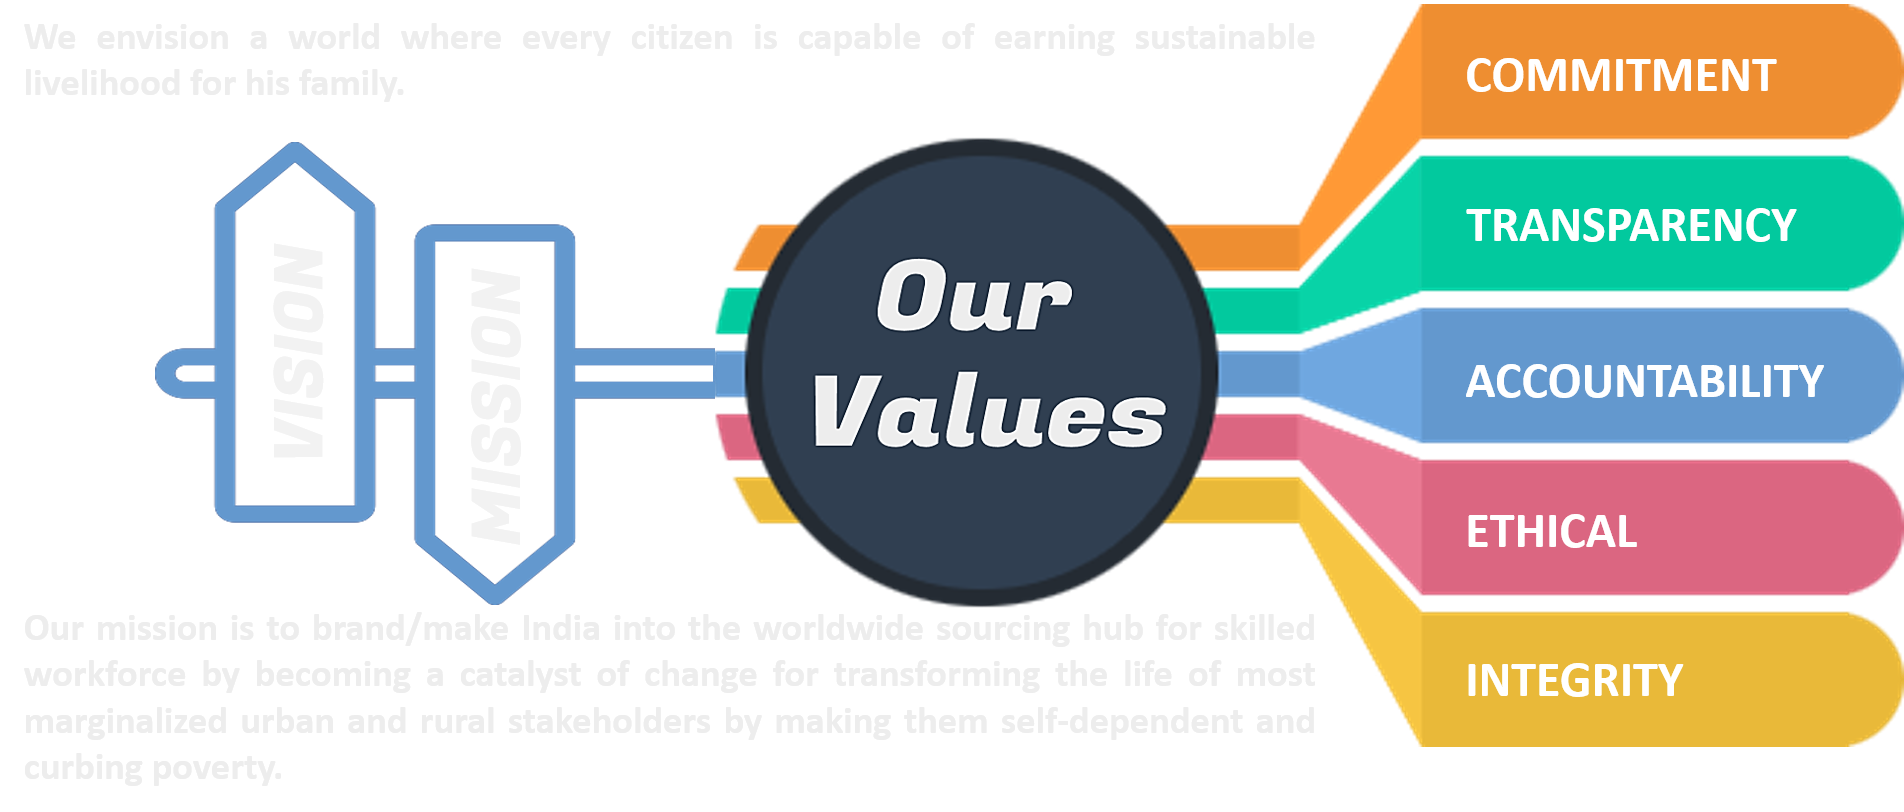 We envision a world where every citizen is capable of earning sustainable
livelihood for his family.
VISION
MISSION
Our
Values
COMMITMENT
TRANSPARENCY
ACCOUNTABILITY
ETHICAL
INTEGRITY
Our mission is to brand/make India into the worldwide sourcing hub for skilled
workforce by becoming a catalyst of change for transforming the life of most
marginalized urban and rural stakeholders by making them self-dependent and
curbing poverty.